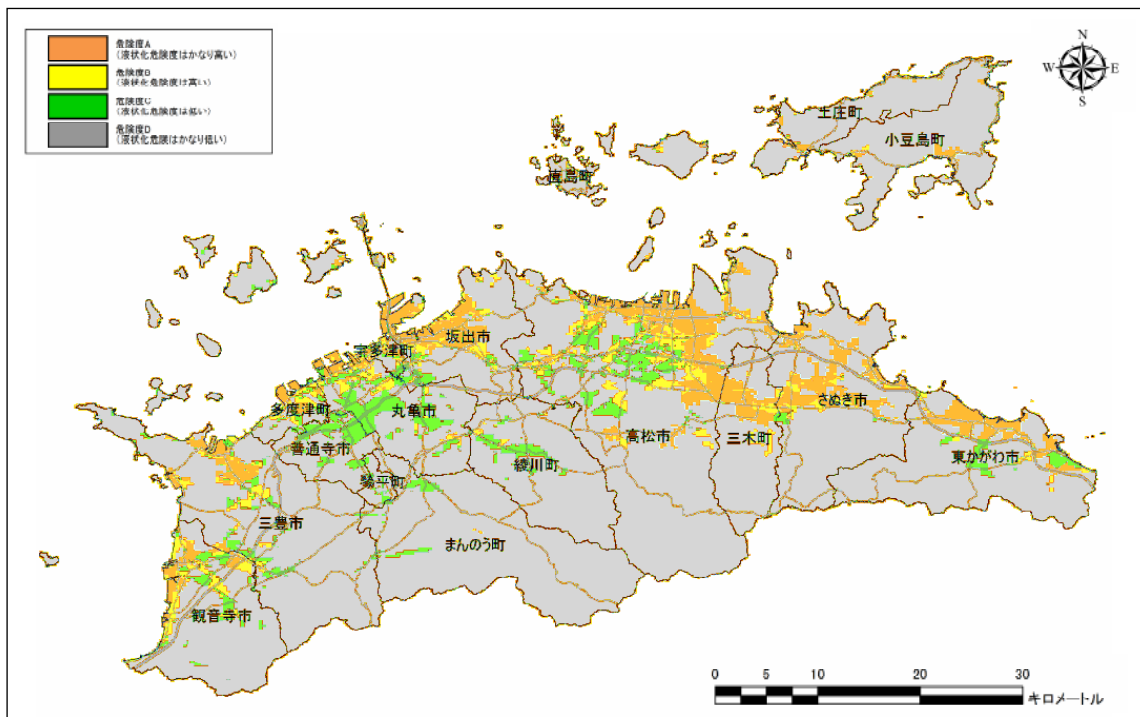 危険度A
(液状化危険度はかなり高い)
危険度B
(液状化危険度は高い)
危険度C
(液状化危険度は低い)
危険度D
(液状化危険はかなり低い)
N
W E
S
土庄町
小豆島町
直島町
坂出市
宇多津町
多度津町
丸亀市
さぬき市
善通寺市
高松市
三木町
綾川町
東かがわ市
琴平町
三豊市
まんのう町
観音寺市
0 5 10 20 30
キロメートル